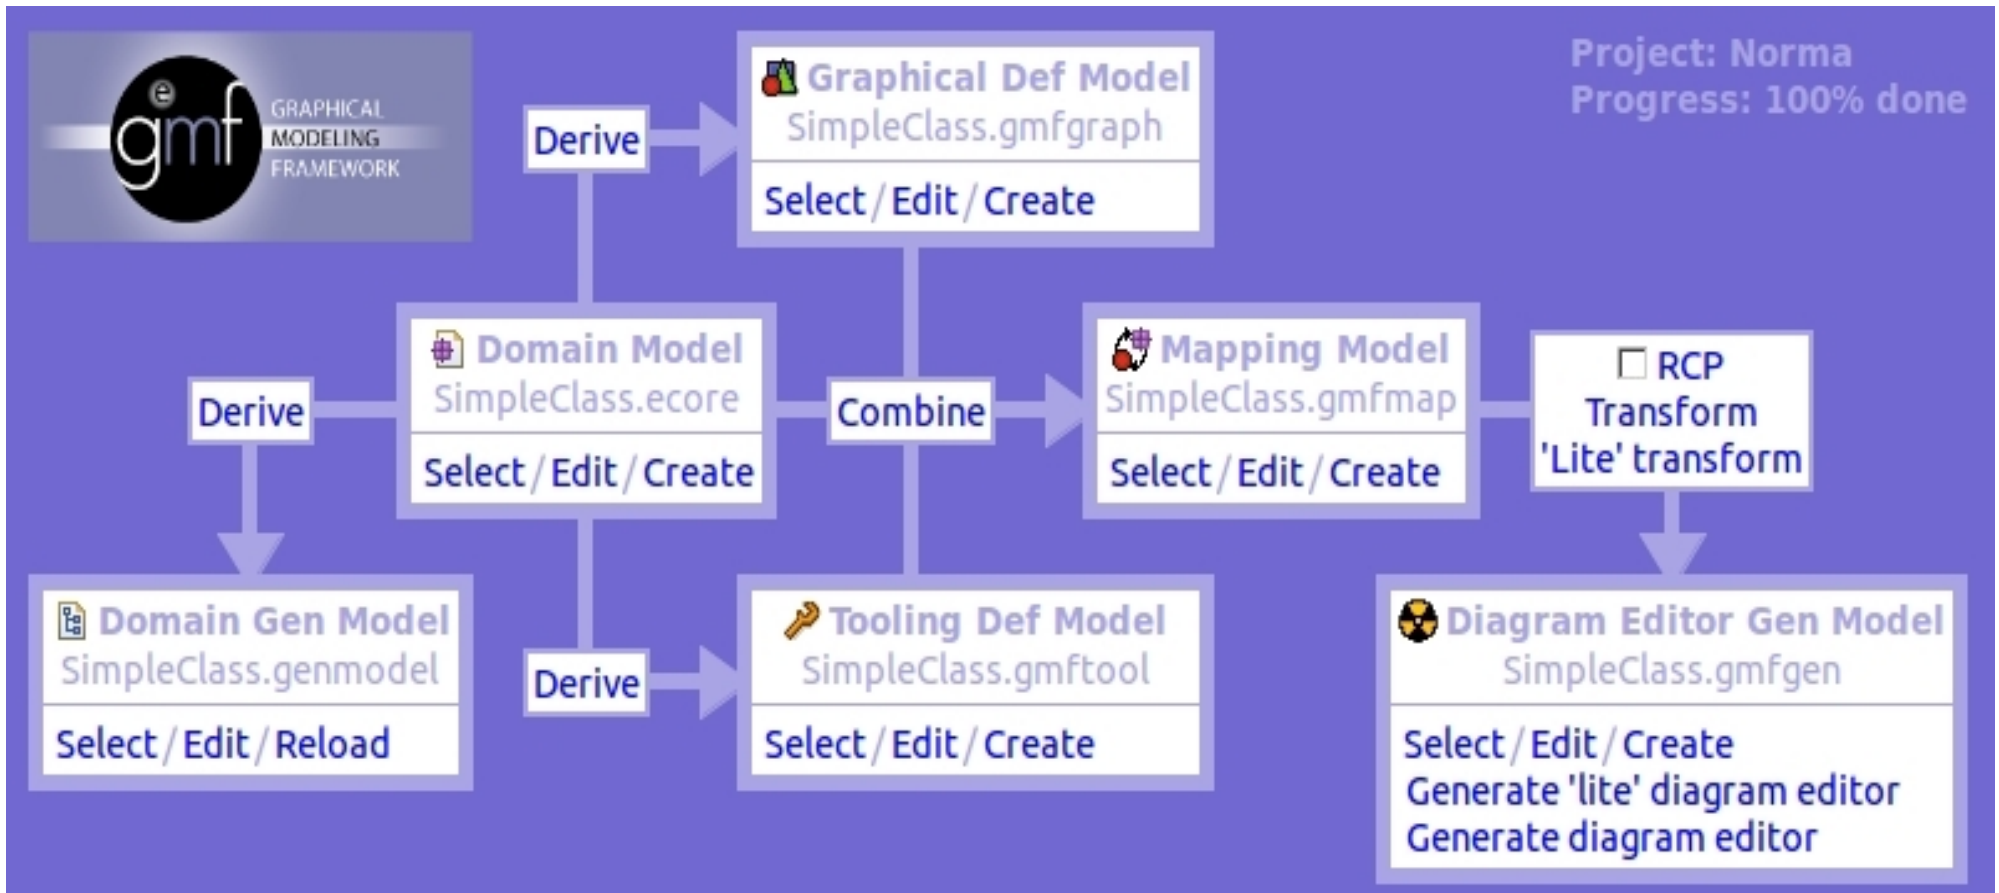 e
gmf
GRAPHICAL
MODELING
FRAMEWORK
Project: Norma
Progress: 100% done
Derive
Graphical Def Model
SimpleClass.gmfgraph
Select/Edit/Create
Derive
Domain Model
SimpleClass.ecore
Select/Edit/Create
Combine
Mapping Model
SimpleClass.gmfmap
Select/Edit/Create
RCP
Transform
'Lite' transform
Domain Gen Model
SimpleClass.genmodel
Select/Edit/Reload
Derive
Tooling Def Model
SimpleClass.gmftool
Select/Edit/Create
Diagram Editor Gen Model
SimpleClass.gmfgen
Select/Edit/Create
Generate 'lite' diagram editor
Generate diagram editor